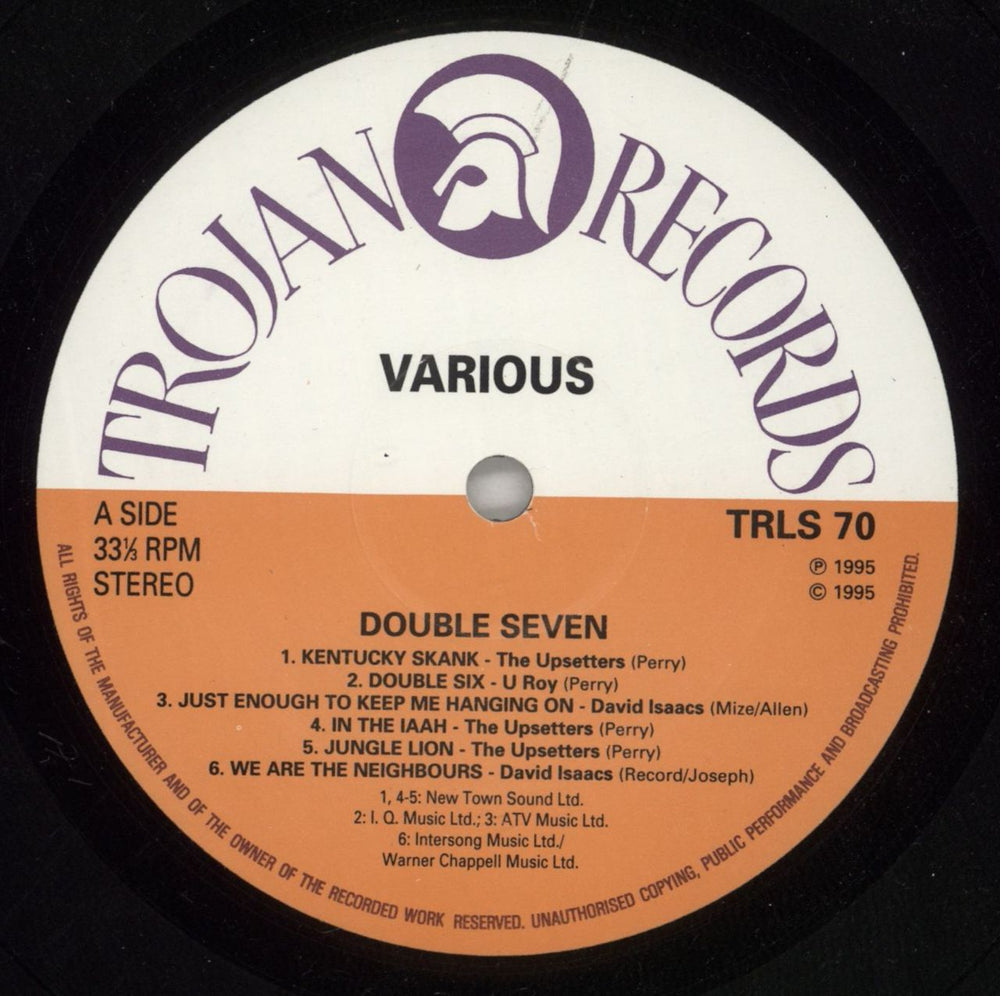 TROJAN RECORDS
VARIOUS
A SIDE
33⅓ RPM
STEREO
TRLS 70
℗ 1995
© 1995
DOUBLE SEVEN
1. KENTUCKY SKANK - The Upsetters (Perry)
2. DOUBLE SIX - U Roy (Perry)
3. JUST ENOUGH TO KEEP ME HANGING ON - David Isaacs (Mize/Allen)
4. IN THE IAAH - The Upsetters (Perry)
5. JUNGLE LION - The Upsetters (Perry)
6. WE ARE THE NEIGHBOURS - David Isaacs (Record/Joseph)
1, 4-5: New Town Sound Ltd.
2: I. Q. Music Ltd.; 3: ATV Music Ltd.
6: Intersong Music Ltd./
Warner Chappell Music Ltd.
ALL RIGHTS OF THE MANUFACTURER AND OF THE OWNER OF THE RECORDED WORK RESERVED. UNAUTHORISED COPYING, PUBLIC PERFORMANCE AND BROADCASTING PROHIBITED.